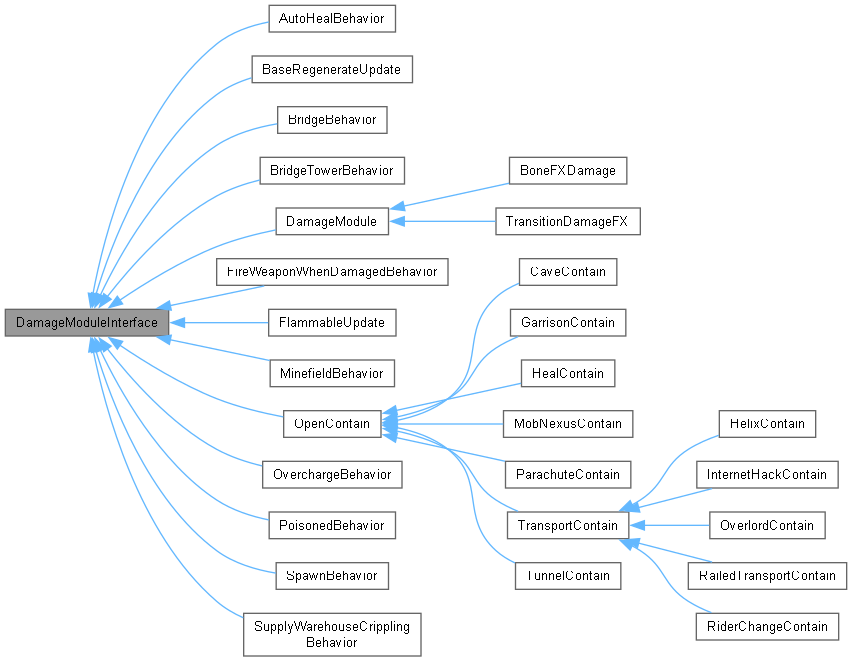 AutoHealBehavior
BaseRegenerateUpdate
BridgeBehavior
BridgeTowerBehavior
BoneFXDamage
DamageModule
TransitionDamageFX
FireWeaponWhenDamagedBehavior
CaveContain
DamageModuleInterface
FlammableUpdate
GarrisonContain
MinefieldBehavior
HealContain
OpenContain
MobNexusContain
HelixContain
OverchargeBehavior
ParachuteContain
InternetHackContain
PoisonedBehavior
TransportContain
OverlordContain
SpawnBehavior
TunnelContain
RailedTransportContain
SupplyWarehouseCrippling
Behavior
RiderChangeContain